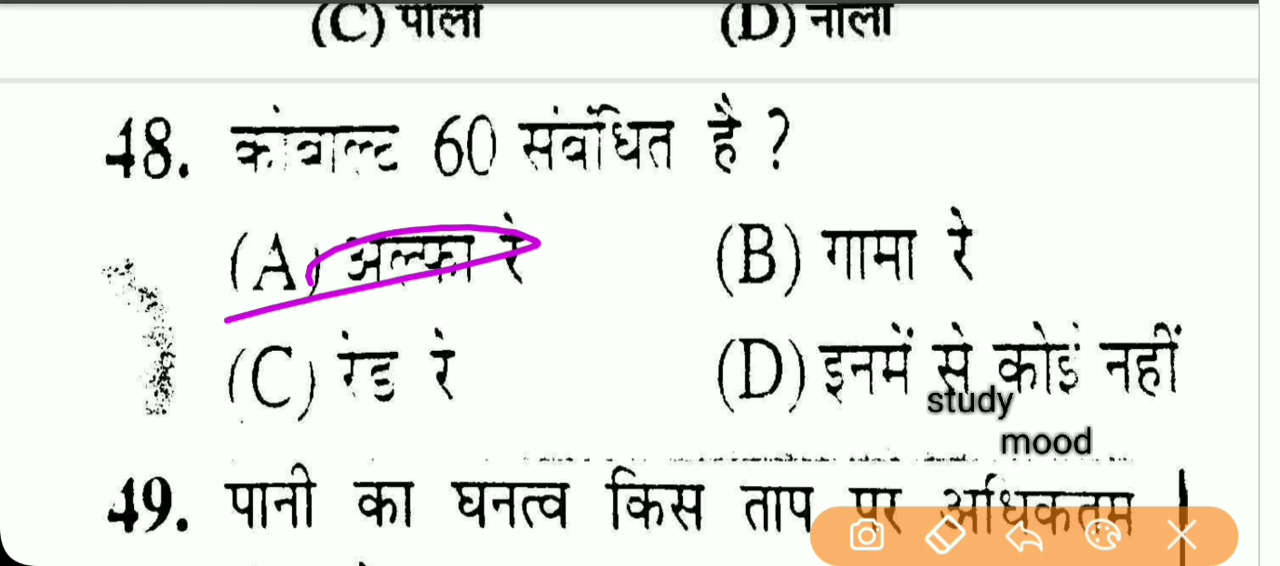 (C) पीला (D) नीला
48. कोबाल्ट 60 संबंधित है ?
(A) अल्फा रे (B) गामा रे
(C) रेड रे (D) इनमें से कोई नहीं
study
mood
49. पानी का घनत्व किस ताप पर अधिकतम